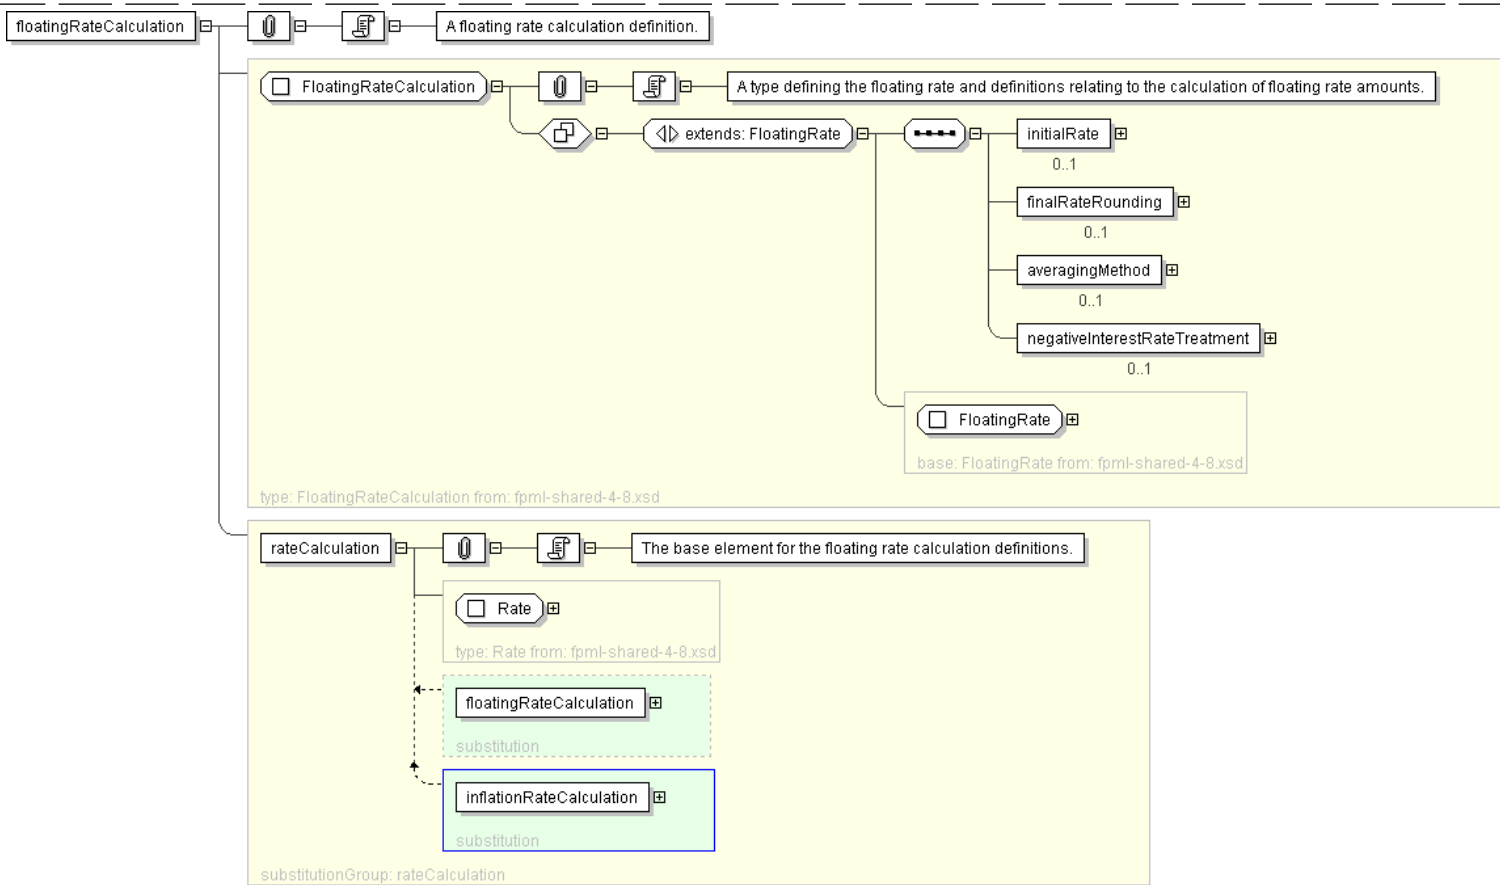 floatingRateCalculation
A floating rate calculation definition.
FloatingRateCalculation
A type defining the floating rate and definitions relating to the calculation of floating rate amounts.
extends: FloatingRate
initialRate
0..1
finalRateRounding
0..1
averagingMethod
0..1
negativeInterestRateTreatment
0..1
FloatingRate
base: FloatingRate from: fpml-shared-4-8.xsd
type: FloatingRateCalculation from: fpml-shared-4-8.xsd
rateCalculation
The base element for the floating rate calculation definitions.
Rate
type: Rate from: fpml-shared-4-8.xsd
floatingRateCalculation
substitution
inflationRateCalculation
substitution
substitutionGroup: rateCalculation